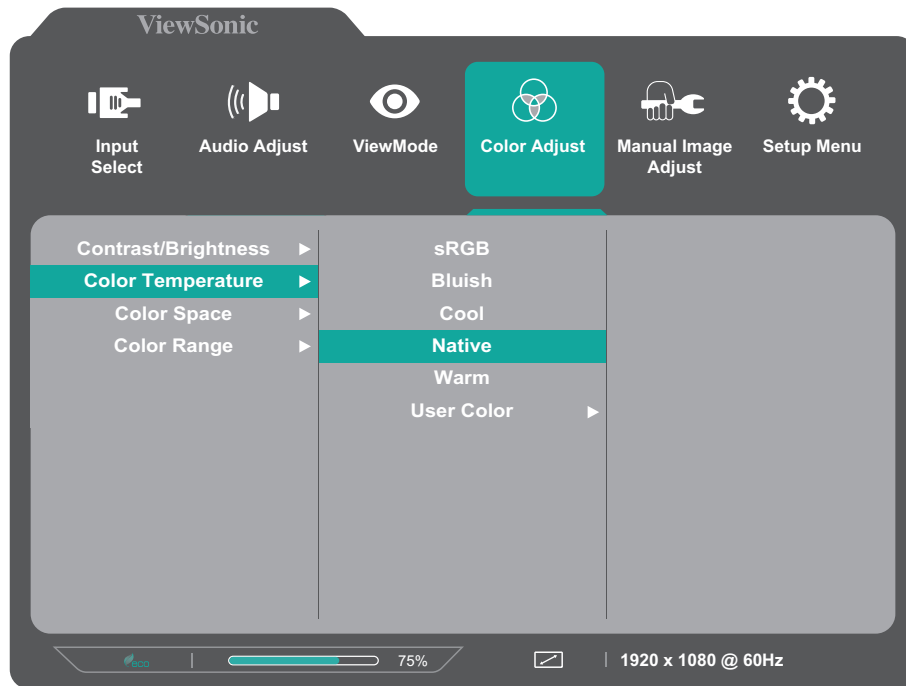 ViewSonic
Input
Select
Audio Adjust
ViewMode
Color Adjust
Manual Image
Adjust
Setup Menu
Contrast/Brightness
Color Temperature
Color Space
Color Range
sRGB
Bluish
Cool
Native
Warm
User Color
eco
75%
1920 x 1080 @ 60Hz